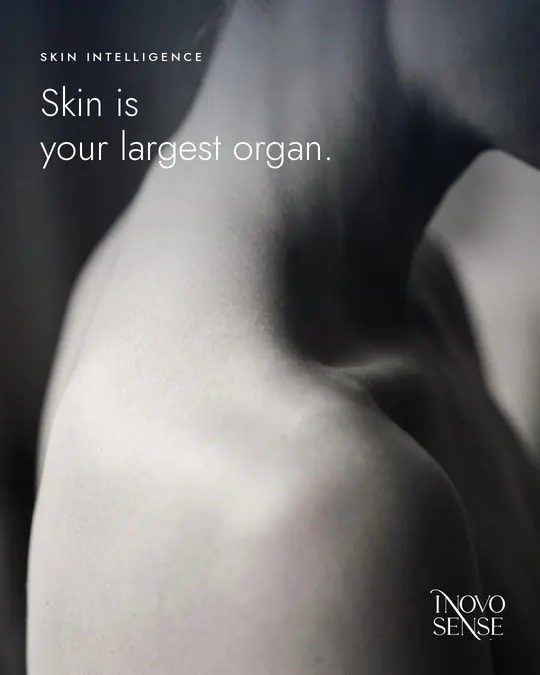 SKIN INTELLIGENCE
Skin is
your largest organ.
INOVO
SENSE